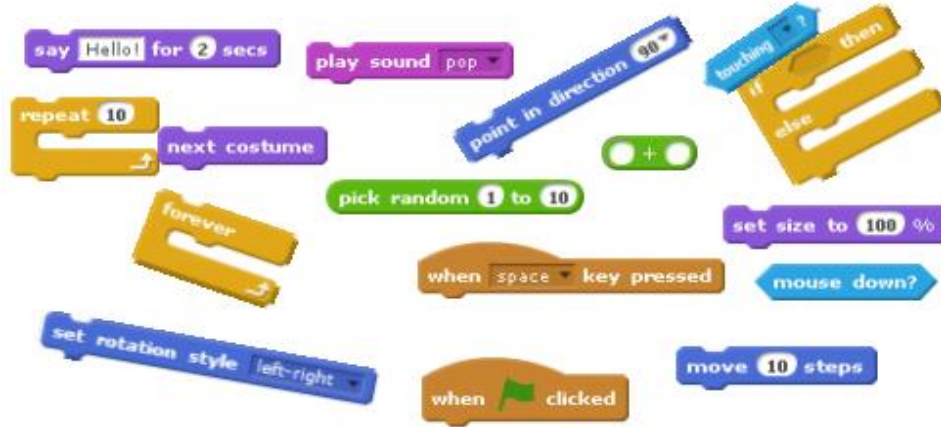 say Hello! for 2 secs
play sound pop
point in direction 90
touching ?
if then
else
repeat 10
next costume
+
pick random 1 to 10
forever
set size to 100 %
when space key pressed
mouse down?
set rotation style left-right
move 10 steps
when clicked